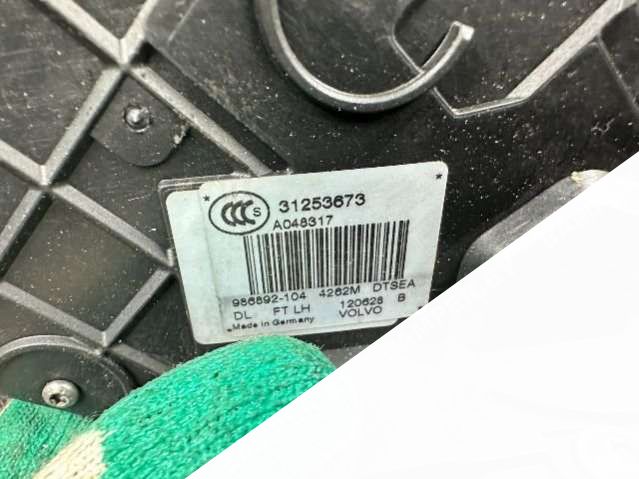 CCC S 31253673
A048317
986892-104 4262M DTSEA
DL FT LH 120628 B
Made in Germany VOLVO